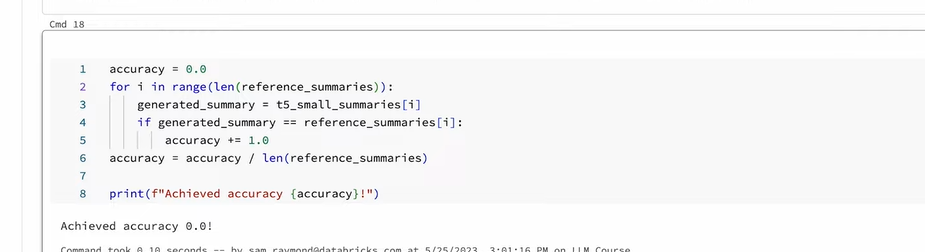 Cmd 18
1 accuracy = 0.0
2 for i in range(len(reference_summaries)):
3     generated_summary = t5_small_summaries[i]
4     if generated_summary == reference_summaries[i]:
5         accuracy += 1.0
6 accuracy = accuracy / len(reference_summaries)
7
8 print(f"Achieved accuracy {accuracy}!")
Achieved accuracy 0.0!
Command took 0.10 seconds -- by sam.raymond@databricks.com at 5/25/2023, 3:01:16 PM on LLM Course